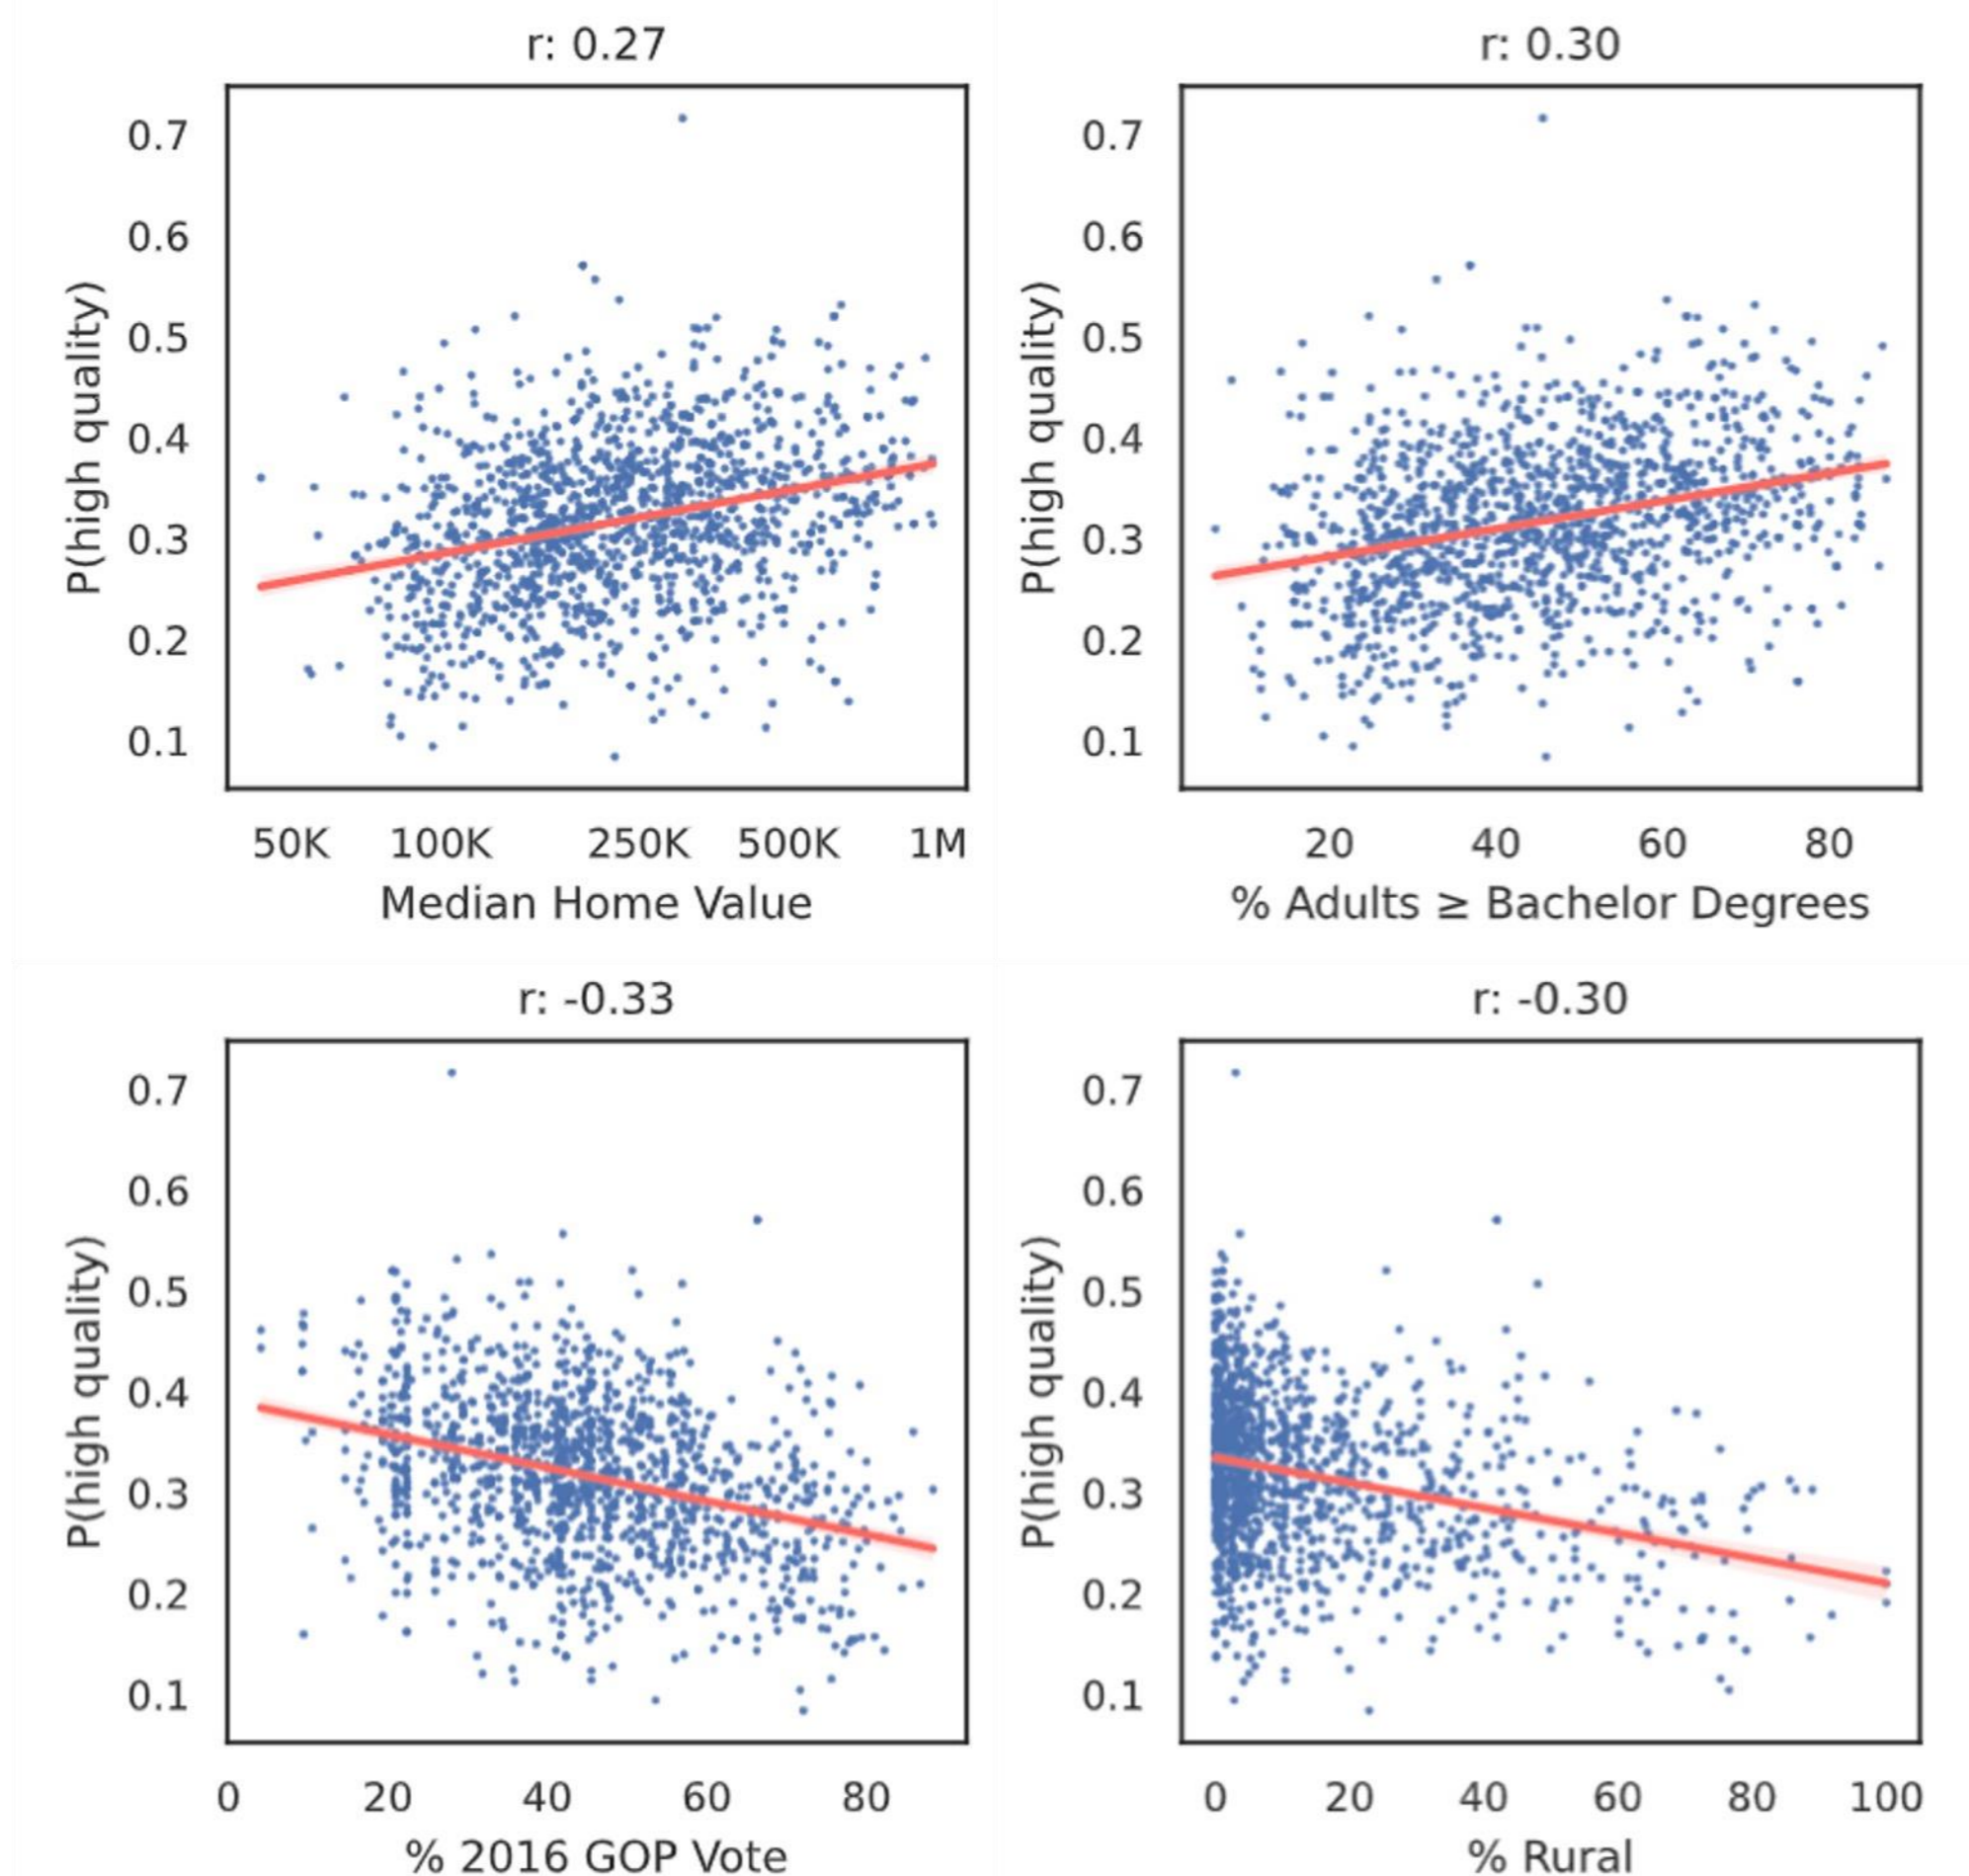 r: 0.27
P(high quality)
0.7
0.6
0.5
0.4
0.3
0.2
0.1
50K 100K 250K 500K 1M
Median Home Value
r: 0.30
P(high quality)
0.7
0.6
0.5
0.4
0.3
0.2
0.1
20 40 60 80
% Adults ≥ Bachelor Degrees
r: -0.33
P(high quality)
0.7
0.6
0.5
0.4
0.3
0.2
0.1
0 20 40 60 80
% 2016 GOP Vote
r: -0.30
P(high quality)
0.7
0.6
0.5
0.4
0.3
0.2
0.1
0 20 40 60 80 100
% Rural